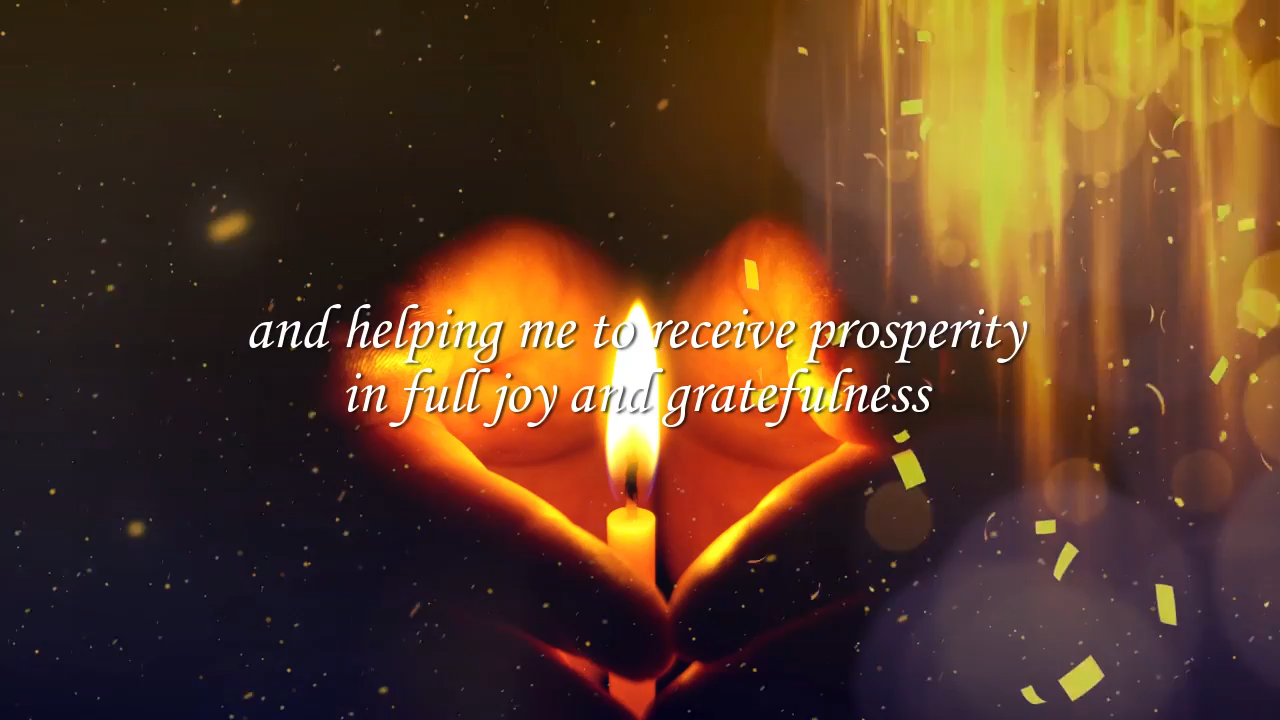 and helping me to receive prosperity
in full joy and gratefulness